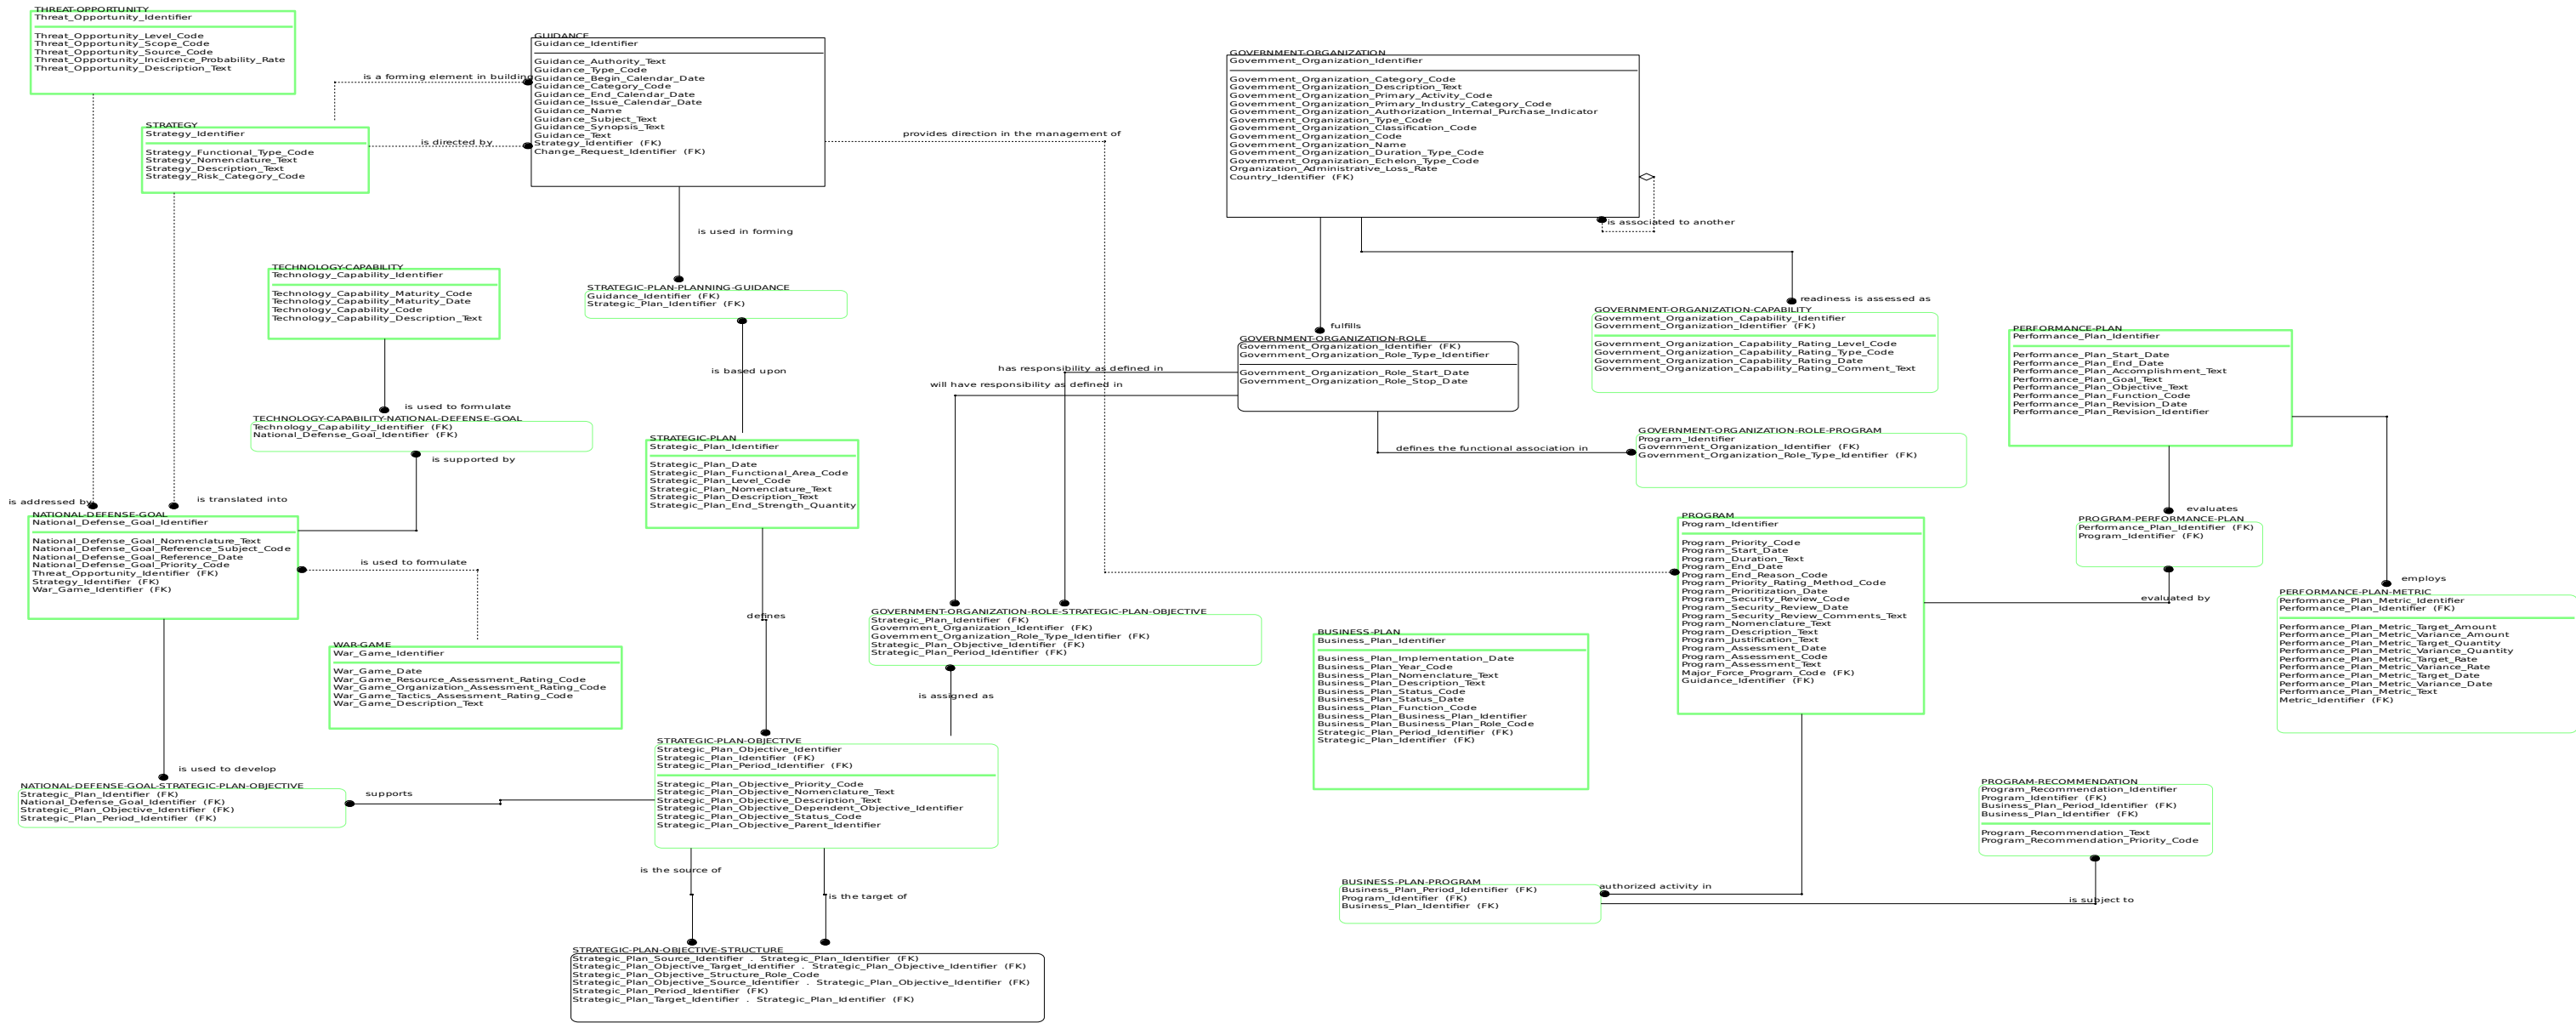 THREAT-OPPORTUNITY
Threat_Opportunity_Identifier
Threat_Opportunity_Level_Code
Threat_Opportunity_Scope_Code
Threat_Opportunity_Source_Code
Threat_Opportunity_Incidence_Probability_Rate
Threat_Opportunity_Description_Text
STRATEGY
Strategy_Identifier
Strategy_Functional_Type_Code
Strategy_Nomenclature_Text
Strategy_Description_Text
Strategy_Risk_Category_Code
is a forming element in building
is directed by
GUIDANCE
Guidance_Identifier
Guidance_Authority_Text
Guidance_Type_Code
Guidance_Begin_Calendar_Date
Guidance_Category_Code
Guidance_End_Calendar_Date
Guidance_Issue_Calendar_Date
Guidance_Name
Guidance_Subject_Text
Guidance_Synopsis_Text
Guidance_Text
Strategy_Identifier (FK)
Change_Request_Identifier (FK)
provides direction in the management of
is used in forming
GOVERNMENT-ORGANIZATION
Government_Organization_Identifier
Government_Organization_Category_Code
Government_Organization_Description_Text
Government_Organization_Primary_Activity_Code
Government_Organization_Primary_Industry_Category_Code
Government_Organization_Authorization_Internal_Purchase_Indicator
Government_Organization_Type_Code
Government_Organization_Classification_Code
Government_Organization_Code
Government_Organization_Name
Government_Organization_Duration_Type_Code
Government_Organization_Echelon_Type_Code
Organization_Administrative_Loss_Rate
Country_Identifier (FK)
is associated to another
TECHNOLOGY-CAPABILITY
Technology_Capability_Identifier
Technology_Capability_Maturity_Code
Technology_Capability_Maturity_Date
Technology_Capability_Code
Technology_Capability_Description_Text
is used to formulate
TECHNOLOGY-CAPABILITY-NATIONAL-DEFENSE-GOAL
Technology_Capability_Identifier (FK)
National_Defense_Goal_Identifier (FK)
is supported by
STRATEGIC-PLAN-PLANNING-GUIDANCE
Guidance_Identifier (FK)
Strategic_Plan_Identifier (FK)
is based upon
STRATEGIC-PLAN
Strategic_Plan_Identifier
Strategic_Plan_Date
Strategic_Plan_Functional_Area_Code
Strategic_Plan_Level_Code
Strategic_Plan_Nomenclature_Text
Strategic_Plan_Description_Text
Strategic_Plan_End_Strength_Quantity
defines
fulfills
readiness is assessed as
GOVERNMENT-ORGANIZATION-ROLE
Government_Organization_Identifier (FK)
Government_Organization_Role_Type_Identifier
Government_Organization_Role_Start_Date
Government_Organization_Role_Stop_Date
has responsibility as defined in
will have responsibility as defined in
defines the functional association in
GOVERNMENT-ORGANIZATION-CAPABILITY
Government_Organization_Capability_Identifier
Government_Organization_Identifier (FK)
Government_Organization_Capability_Rating_Level_Code
Government_Organization_Capability_Rating_Type_Code
Government_Organization_Capability_Rating_Date
Government_Organization_Capability_Rating_Comment_Text
GOVERNMENT-ORGANIZATION-ROLE-PROGRAM
Program_Identifier
Government_Organization_Identifier (FK)
Government_Organization_Role_Type_Identifier (FK)
PERFORMANCE-PLAN
Performance_Plan_Identifier
Performance_Plan_Start_Date
Performance_Plan_End_Date
Performance_Plan_Accomplishment_Text
Performance_Plan_Goal_Text
Performance_Plan_Objective_Text
Performance_Plan_Function_Code
Performance_Plan_Revision_Date
Performance_Plan_Revision_Identifier
evaluates
PROGRAM-PERFORMANCE-PLAN
Performance_Plan_Identifier (FK)
Program_Identifier (FK)
evaluated by
employs
PERFORMANCE-PLAN-METRIC
Performance_Plan_Metric_Identifier
Performance_Plan_Identifier (FK)
Performance_Plan_Metric_Target_Amount
Performance_Plan_Metric_Variance_Amount
Performance_Plan_Metric_Target_Quantity
Performance_Plan_Metric_Variance_Quantity
Performance_Plan_Metric_Target_Rate
Performance_Plan_Metric_Variance_Rate
Performance_Plan_Metric_Target_Date
Performance_Plan_Metric_Variance_Date
Performance_Plan_Metric_Text
Metric_Identifier (FK)
is addressed by
is translated into
NATIONAL-DEFENSE-GOAL
National_Defense_Goal_Identifier
National_Defense_Goal_Nomenclature_Text
National_Defense_Goal_Reference_Subject_Code
National_Defense_Goal_Reference_Date
National_Defense_Goal_Priority_Code
Threat_Opportunity_Identifier (FK)
Strategy_Identifier (FK)
War_Game_Identifier (FK)
is used to formulate
WAR-GAME
War_Game_Identifier
War_Game_Date
War_Game_Resource_Assessment_Rating_Code
War_Game_Organization_Assessment_Rating_Code
War_Game_Tactics_Assessment_Rating_Code
War_Game_Description_Text
GOVERNMENT-ORGANIZATION-ROLE-STRATEGIC-PLAN-OBJECTIVE
Strategic_Plan_Identifier (FK)
Government_Organization_Identifier (FK)
Government_Organization_Role_Type_Identifier (FK)
Strategic_Plan_Objective_Identifier (FK)
Strategic_Plan_Period_Identifier (FK)
is assigned as
BUSINESS-PLAN
Business_Plan_Identifier
Business_Plan_Implementation_Date
Business_Plan_Year_Code
Business_Plan_Nomenclature_Text
Business_Plan_Description_Text
Business_Plan_Status_Code
Business_Plan_Status_Date
Business_Plan_Function_Code
Business_Plan_Business_Plan_Identifier
Business_Plan_Business_Plan_Role_Code
Strategic_Plan_Period_Identifier (FK)
Strategic_Plan_Identifier (FK)
PROGRAM
Program_Identifier
Program_Priority_Code
Program_Start_Date
Program_Duration_Text
Program_End_Date
Program_End_Reason_Code
Program_Priority_Rating_Method_Code
Program_Prioritization_Date
Program_Security_Review_Code
Program_Security_Review_Date
Program_Security_Review_Comments_Text
Program_Nomenclature_Text
Program_Description_Text
Program_Justification_Text
Program_Assessment_Date
Program_Assessment_Code
Program_Assessment_Text
Major_Force_Program_Code (FK)
Guidance_Identifier (FK)
is used to develop
NATIONAL-DEFENSE-GOAL-STRATEGIC-PLAN-OBJECTIVE
Strategic_Plan_Identifier (FK)
National_Defense_Goal_Identifier (FK)
Strategic_Plan_Objective_Identifier (FK)
Strategic_Plan_Period_Identifier (FK)
supports
STRATEGIC-PLAN-OBJECTIVE
Strategic_Plan_Objective_Identifier
Strategic_Plan_Identifier (FK)
Strategic_Plan_Period_Identifier (FK)
Strategic_Plan_Objective_Priority_Code
Strategic_Plan_Objective_Nomenclature_Text
Strategic_Plan_Objective_Description_Text
Strategic_Plan_Objective_Dependent_Objective_Identifier
Strategic_Plan_Objective_Status_Code
Strategic_Plan_Objective_Parent_Identifier
is the source of
is the target of
PROGRAM-RECOMMENDATION
Program_Recommendation_Identifier
Program_Identifier (FK)
Business_Plan_Period_Identifier (FK)
Business_Plan_Identifier (FK)
Program_Recommendation_Text
Program_Recommendation_Priority_Code
BUSINESS-PLAN-PROGRAM
Business_Plan_Period_Identifier (FK)
Program_Identifier (FK)
Business_Plan_Identifier (FK)
authorized activity in
is subject to
STRATEGIC-PLAN-OBJECTIVE-STRUCTURE
Strategic_Plan_Source_Identifier . Strategic_Plan_Identifier (FK)
Strategic_Plan_Objective_Target_Identifier . Strategic_Plan_Objective_Identifier (FK)
Strategic_Plan_Objective_Structure_Role_Code
Strategic_Plan_Objective_Source_Identifier . Strategic_Plan_Objective_Identifier (FK)
Strategic_Plan_Period_Identifier (FK)
Strategic_Plan_Target_Identifier . Strategic_Plan_Identifier (FK)